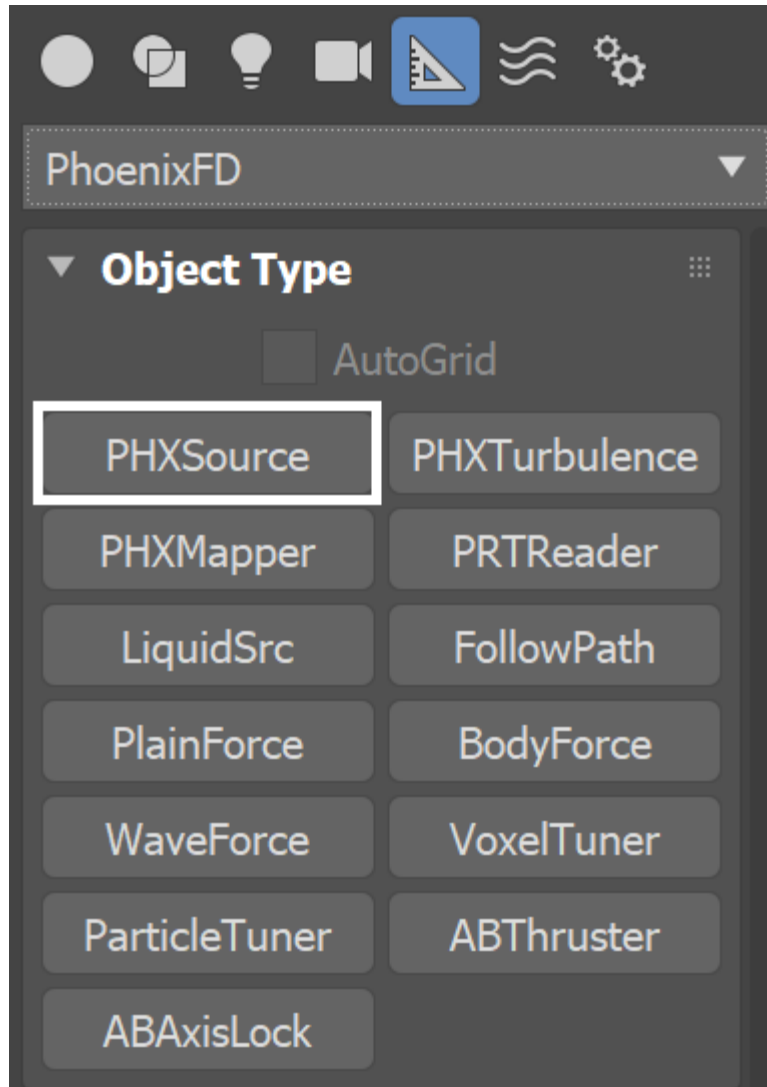 PhoenixFD
Object Type
AutoGrid
PHXSource PHXTurbulence
PHXMapper PRTReader
LiquidSrc FollowPath
PlainForce BodyForce
WaveForce VoxelTuner
ParticleTuner ABThruster
ABAxisLock